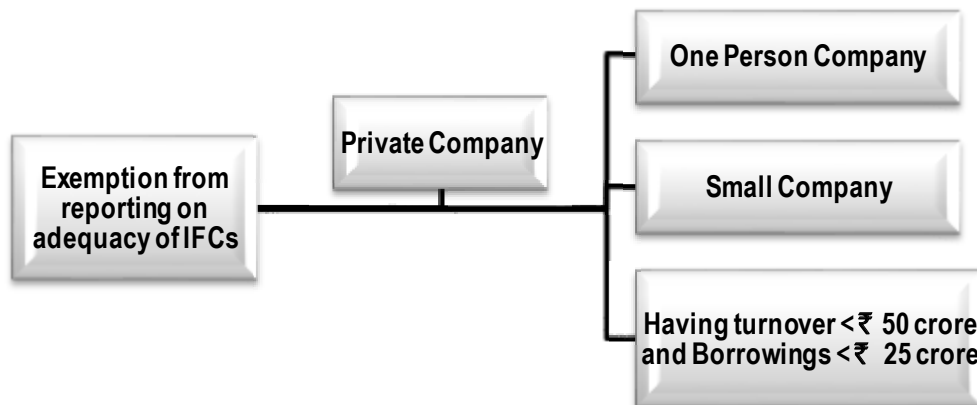 Exemption from
reporting on
adequacy of IFCs
Private Company
One Person Company
Small Company
Having turnover <₹ 50 crore
and Borrowings <₹ 25 crore